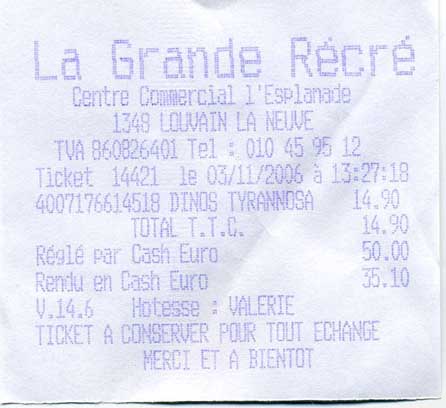 La Grande Récré
Centre Commercial l'Esplanade
1348 LOUVAIN LA NEUVE
TVA 860826401 Tel : 010 45 95 12
Ticket 14421 le 03/11/2006 à 13:27:18
4007176614518 DINOS TYRANNOSA 14.90
TOTAL T.T.C. 14.90
Réglé par Cash Euro 50.00
Rendu en Cash Euro 35.10
V.14.6 Hotesse : VALERIE
TICKET A CONSERVER POUR TOUT ECHANGE
MERCI ET A BIENTOT